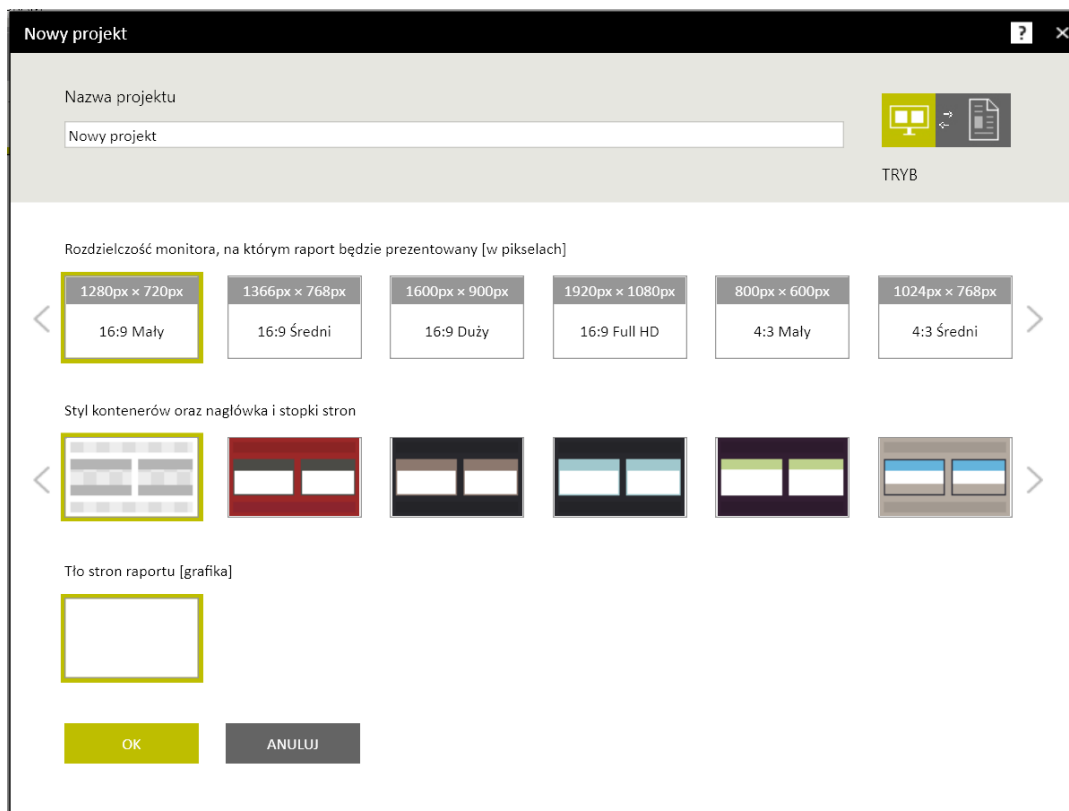 Nowy projekt
?
Nazwa projektu
Nowy projekt
TRYB
Rozdzielczość monitora, na którym raport będzie prezentowany [w pikselach]
1280px × 720px 1366px × 768px 1600px × 900px 1920px × 1080px 800px × 600px 1024px × 768px
16:9 Mały 16:9 Średni 16:9 Duży 16:9 Full HD 4:3 Mały 4:3 Średni
Styl kontenerów oraz nagłówka i stopki stron
Tło stron raportu [grafika]
OK ANULUJ